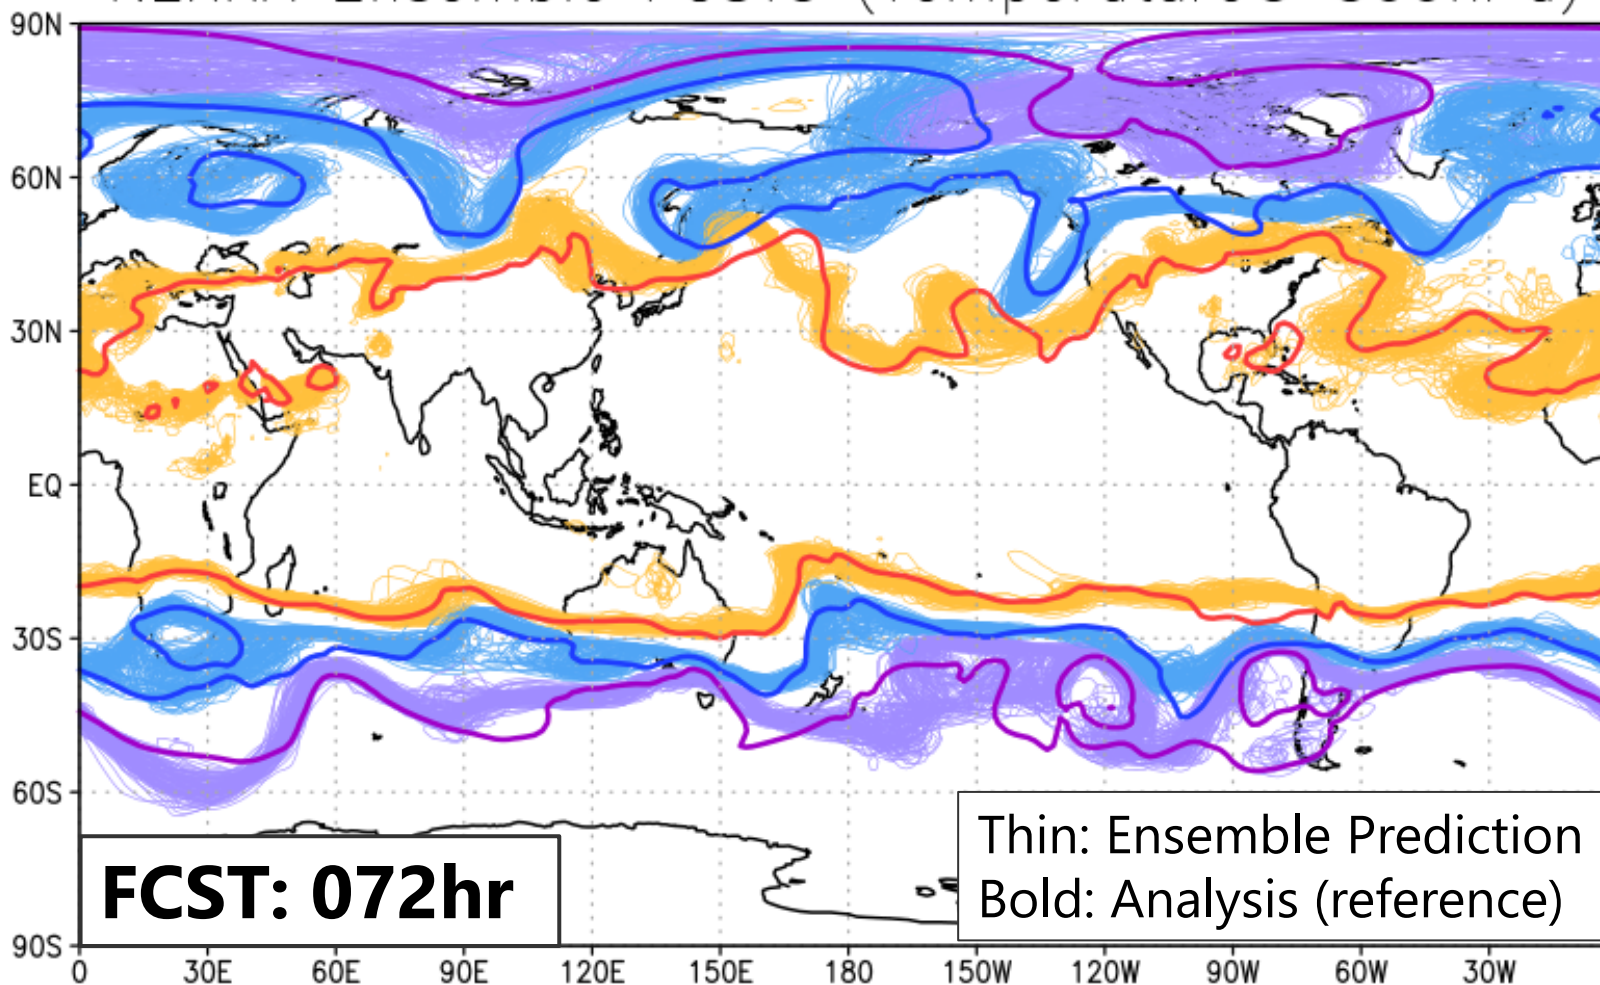 90N
60N
30N
EQ
30S
60S
90S
0 30E 60E 90E 120E 150E 180 150W 120W 90W 60W 30W
FCST: 072hr
Thin: Ensemble Prediction
Bold: Analysis (reference)